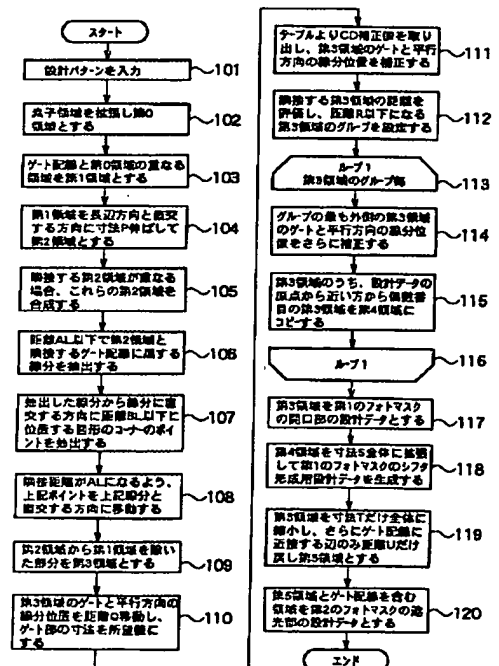 スタート
設計パターンを入力
101
素子領域を拡張し第0
領域とする
102
ゲート配線と第0領域の重なる
領域を第1領域とする
103
第1領域を長辺方向と直交
する方向に寸法P伸ばして
第2領域とする
104
隣接する第2領域が重なる
場合、これらの第2領域を
合成する
105
距離AL以下で第2領域と
隣接するゲート配線に属する
線分を抽出する
106
抽出した線分から線分に直
交する方向に距離BL以下に
位置する図形のコーナーのポイ
ントを抽出する
107
隣接距離がALになるよう、
上記ポイントを上記線分と
直交する方向に移動する
108
第2領域から第1領域を除い
た部分を第3領域とする
109
第3領域のゲートと平行方向の
線分位置を距離Q移動し、
ゲート部の寸法を所望値に
する
110
テーブルよりCD補正値を取り
出し、第3領域のゲートと平行
方向の線分位置を補正する
111
隣接する第3領域の距離を
評価し、距離R以下になる
第3領域のグループを設定する
112
ループ1
第3領域のグループ毎
113
グループの最も外側の第3領域
のゲートと平行方向の線分位
置をさらに補正する
114
第3領域のうち、設計データの
原点から近い方から偶数番
目の第3領域を第4領域に
コピーする
115
ループ1
116
第3領域を第1のフォトマスク
の開口部の設計データとする
117
第4領域を寸法S全体に拡張
して第1のフォトマスクのシフタ
形成用設計データを生成する
118
第3領域を寸法Tだけ全体に
縮小し、さらにゲート配線に
近接する辺のみ距離Uだけ
戻し第5領域とする
119
第5領域とゲート配線を含む
領域を第2のフォトマスクの遮
光部の設計データとする
120
エンド